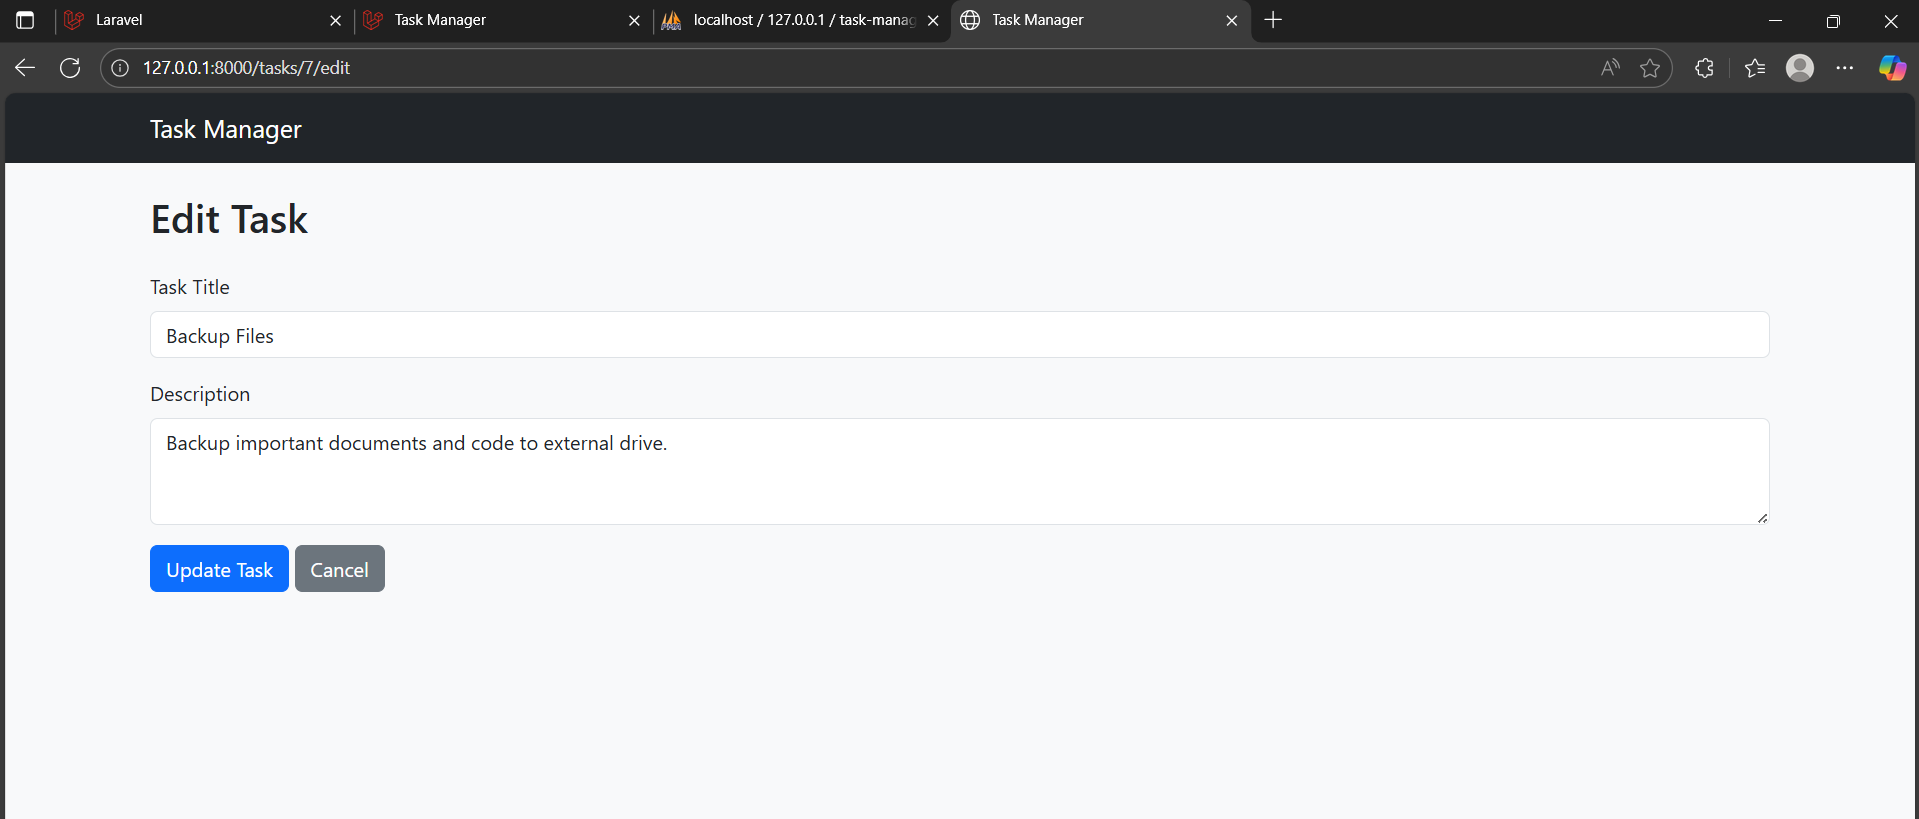 Laravel
Task Manager
localhost / 127.0.0.1 / task-manag
Task Manager
127.0.0.1:8000/tasks/7/edit
Task Manager
Edit Task
Task Title
Backup Files
Description
Backup important documents and code to external drive.
Update Task
Cancel